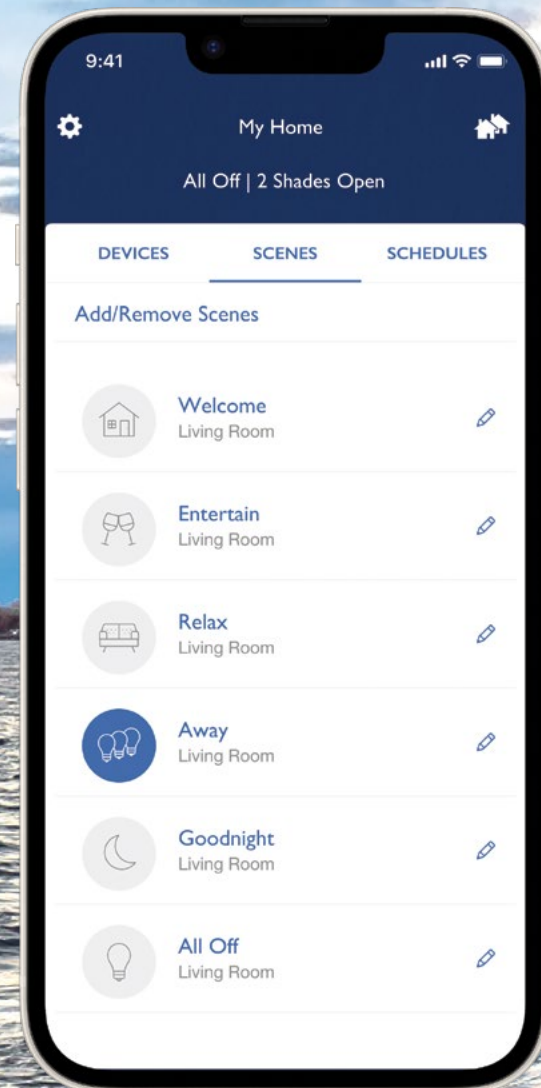 9:41
My Home
All Off | 2 Shades Open
DEVICES SCENES SCHEDULES
Add/Remove Scenes
Welcome
Living Room
Entertain
Living Room
Relax
Living Room
Away
Living Room
Goodnight
Living Room
All Off
Living Room